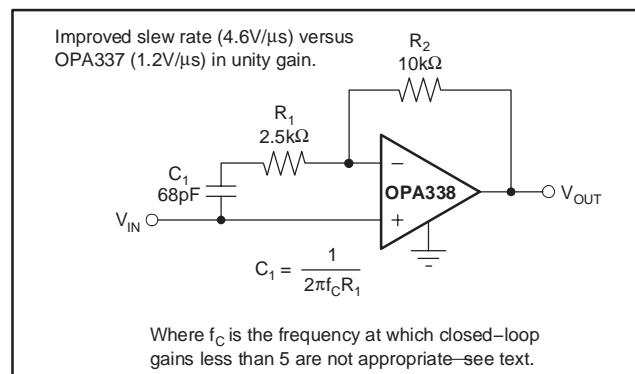 Improved slew rate (4.6V/µs) versus
OPA337 (1.2V/µs) in unity gain.
R2
10kΩ
R1
2.5kΩ
C1
68pF
−
OPA338
+
VIN
VOUT
C1 = 1 / 2πfCR1
Where fC is the frequency at which closed−loop
gains less than 5 are not appropriate—see text.